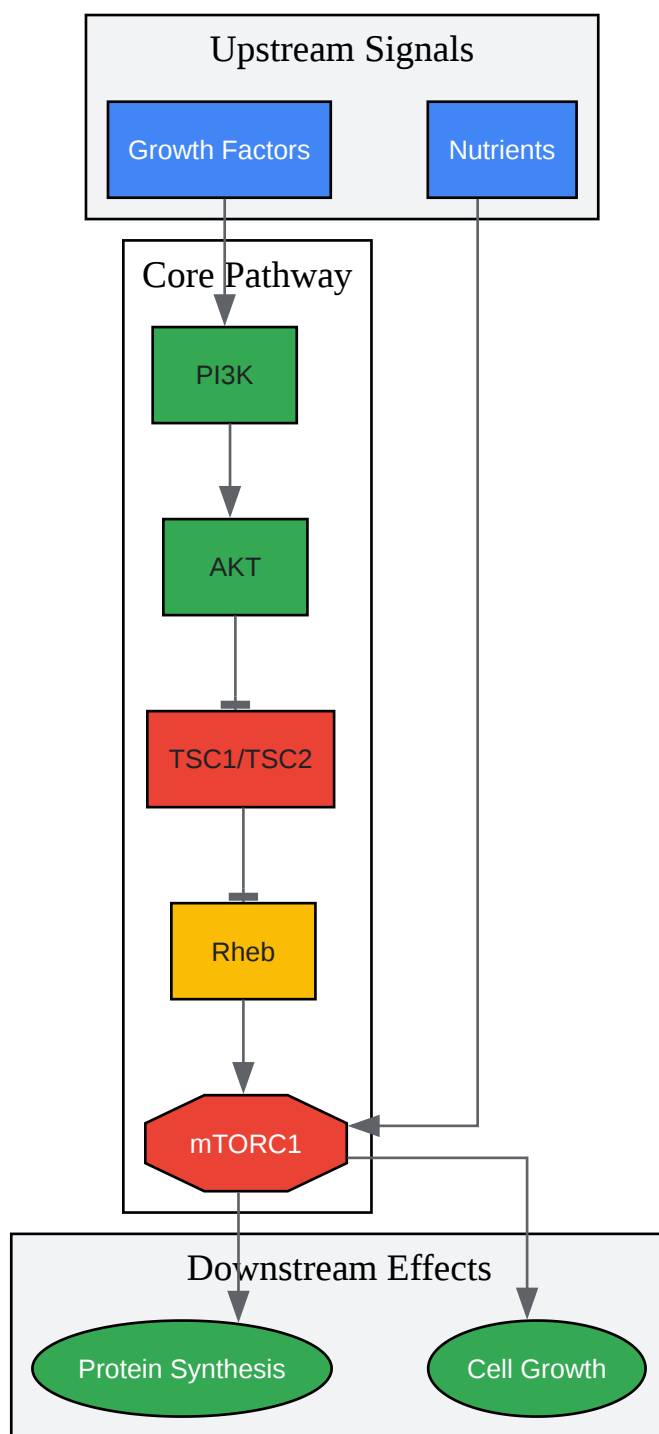 Upstream Signals
Growth Factors
Nutrients
Core Pathway
PI3K
AKT
TSC1/TSC2
Rheb
mTORC1
Downstream Effects
Protein Synthesis
Cell Growth